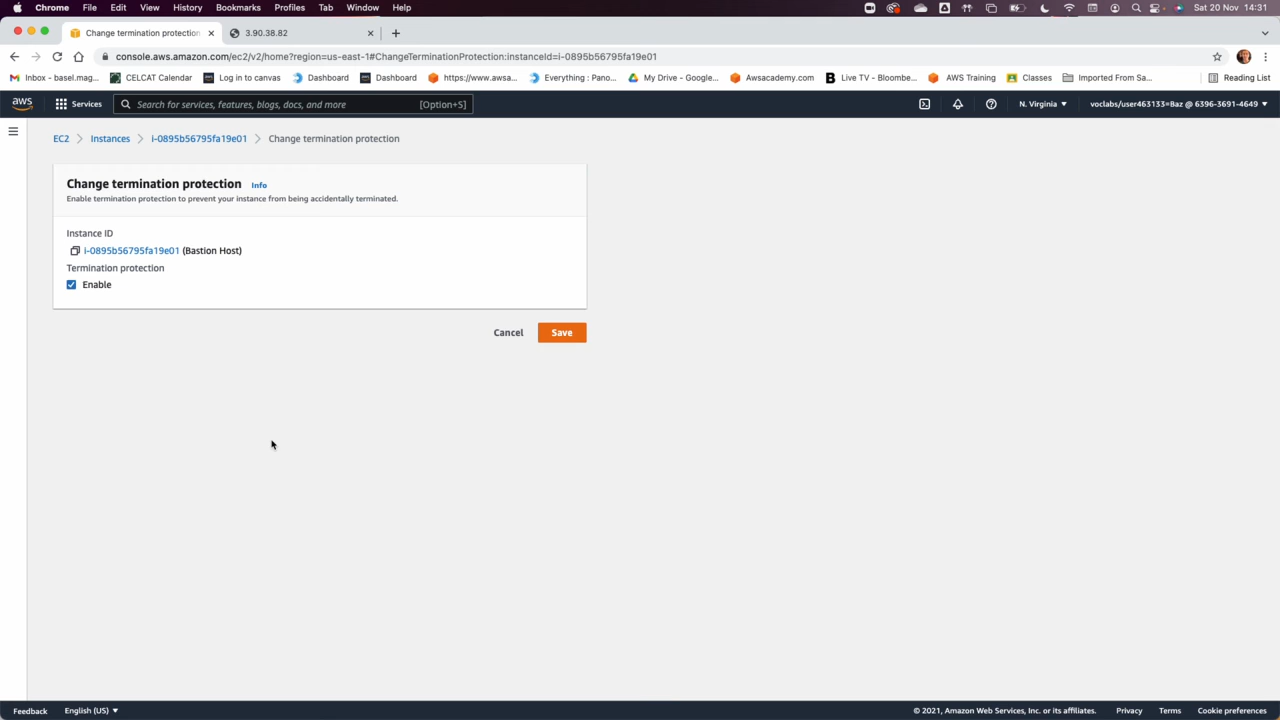 Chrome File Edit View History Bookmarks Profiles Tab Window Help Sat 20 Nov 14:31
Change termination protection 3.90.38.82
console.aws.amazon.com/ec2/v2/home?region=us-east-1#ChangeTerminationProtection:instanceId=i-0895b56795fa19e01
Inbox - basel.mag... CELCAT Calendar Log in to canvas Dashboard Dashboard https://www.awsa... Everything : Pano... My Drive - Google... Awsacademy.com Live TV - Bloombe... AWS Training Classes Imported From Sa... Reading List
aws Services Search for services, features, blogs, docs, and more [Option+S] N. Virginia voclabs/user463133=Baz @ 6396-3691-4649
EC2 Instances i-0895b56795fa19e01 Change termination protection
Change termination protection Info
Enable termination protection to prevent your instance from being accidentally terminated.
Instance ID
i-0895b56795fa19e01 (Bastion Host)
Termination protection
Enable
Cancel Save
Feedback English (US) © 2021, Amazon Web Services, Inc. or its affiliates. Privacy Terms Cookie preferences